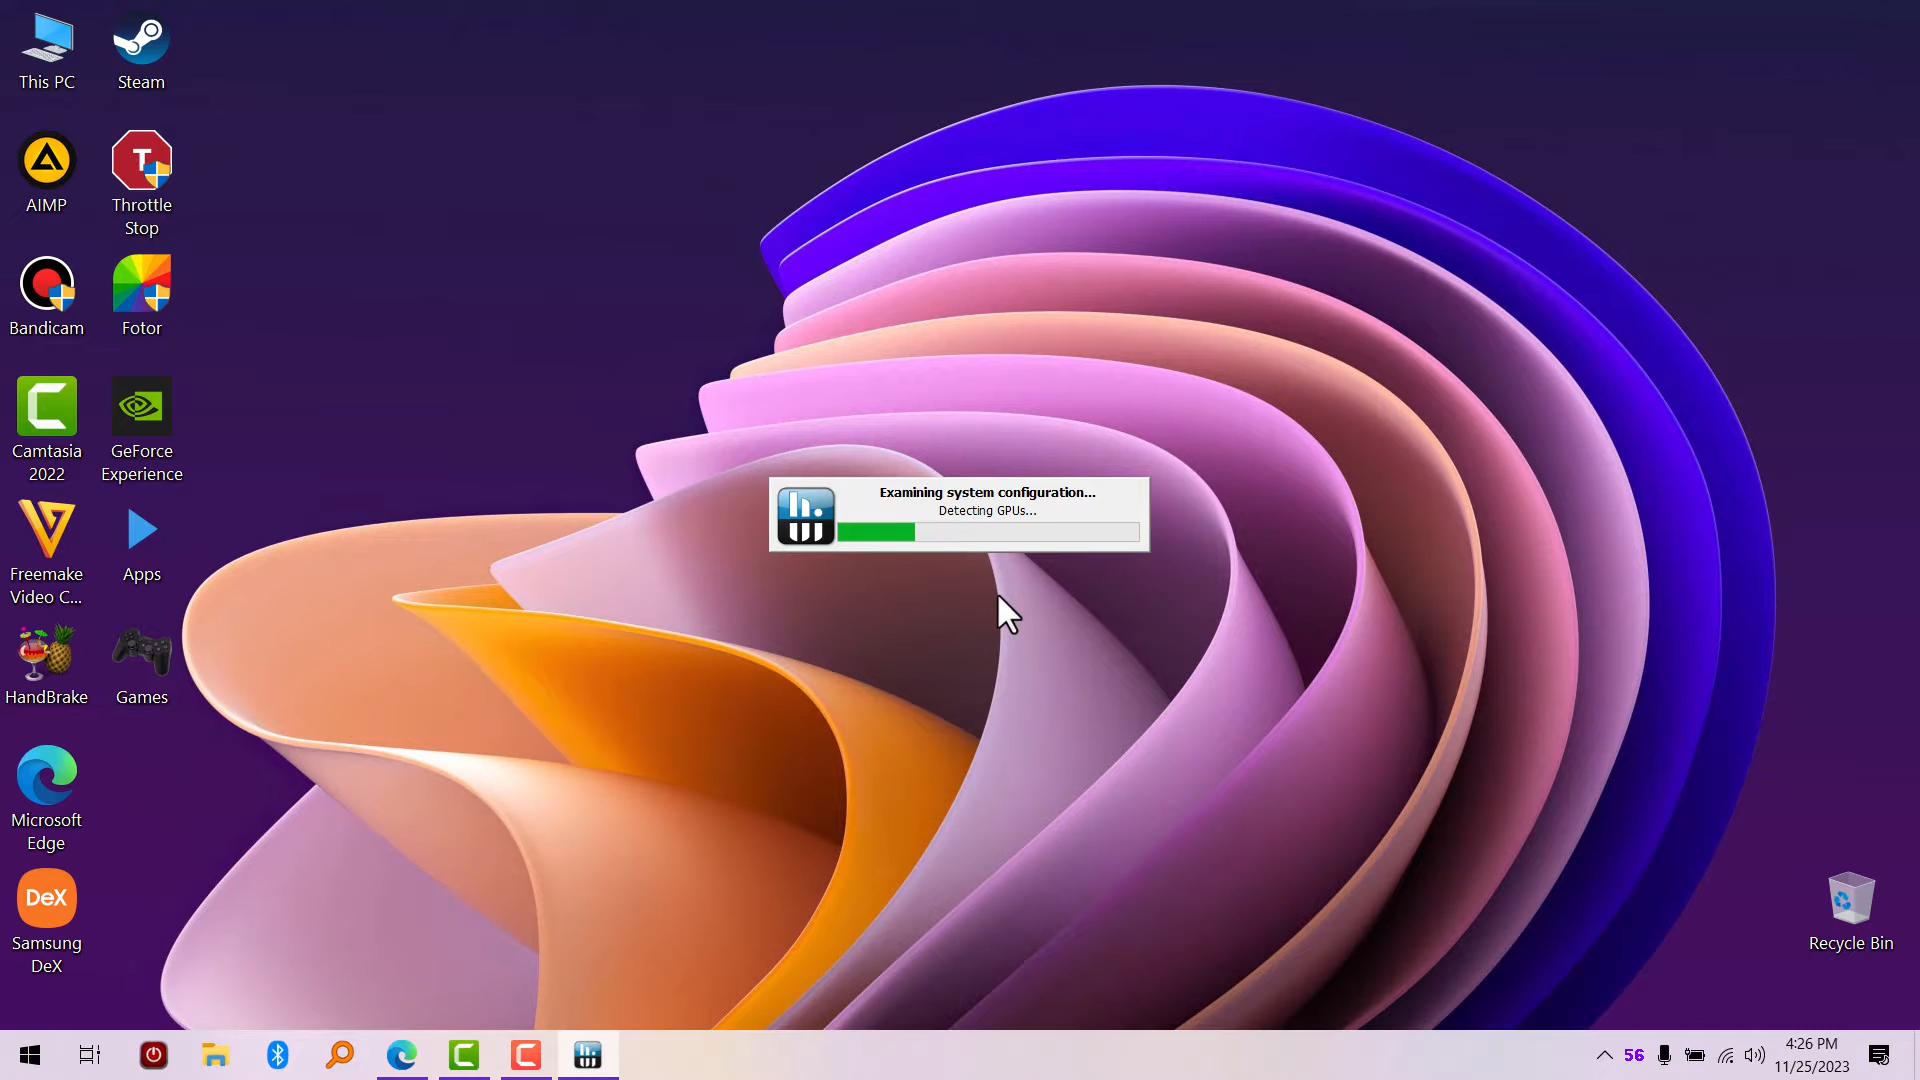 This PC
Steam
AIMP
T
Throttle
Stop
Bandicam
Fotor
Camtasia
2022
GeForce
Experience
Freemake
Video C...
Apps
HandBrake
Games
Microsoft
Edge
DeX
Samsung
DeX
Examining system configuration...
Detecting GPUs...
Recycle Bin
56
4:26 PM
11/25/2023